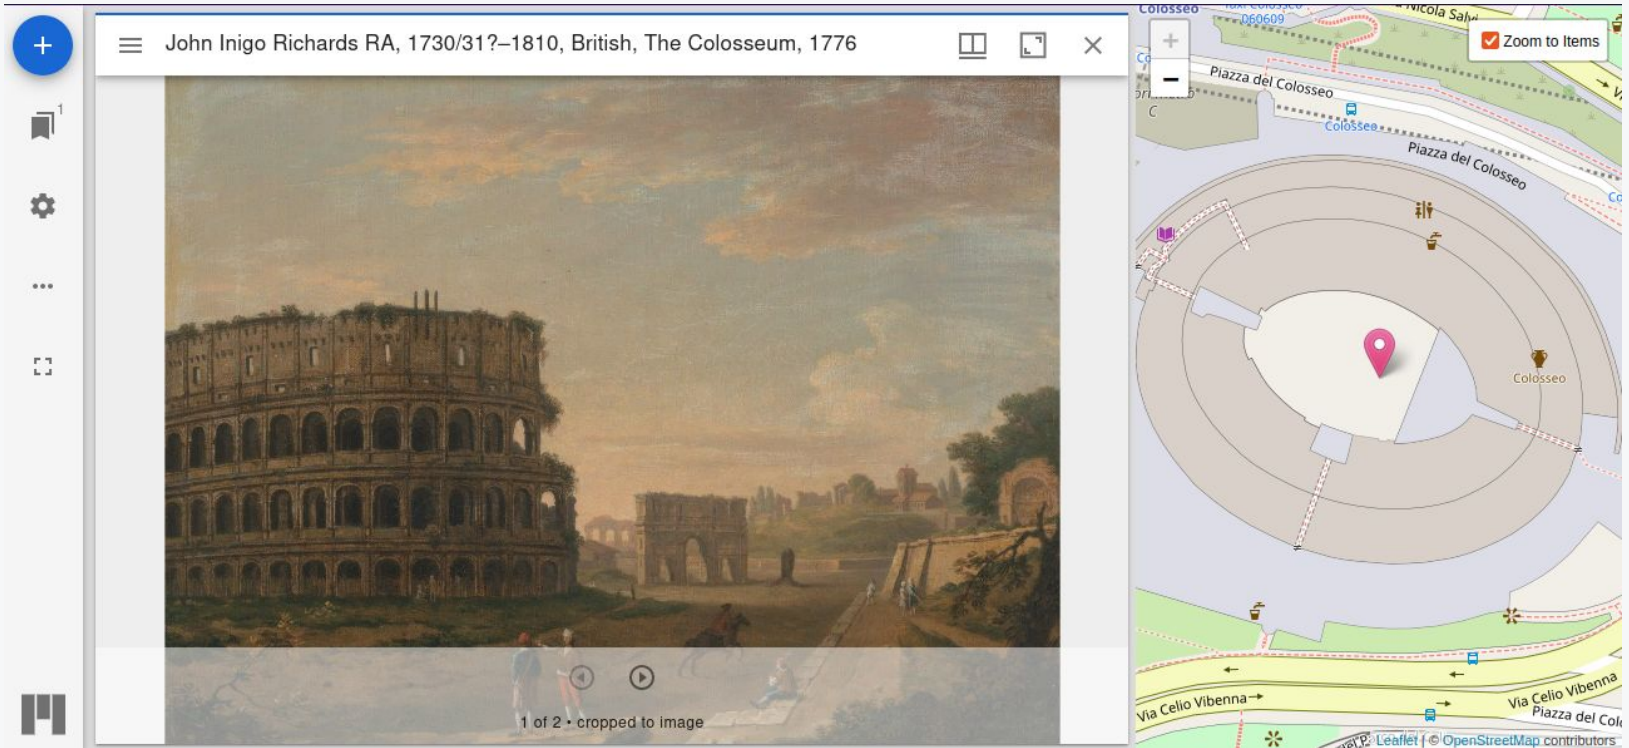 John Inigo Richards RA, 1730/31?–1810, British, The Colosseum, 1776
1
1 of 2 • cropped to image
Colosseo
060609
Nicola Salvi
Zoom to Items
Piazza del Colosseo
C
Colosseo
Piazza del Colosseo
Colosseo
Via Celio Vibenna
Via Celio Vibenna
Piazza del Col
Leaflet | © OpenStreetMap contributors